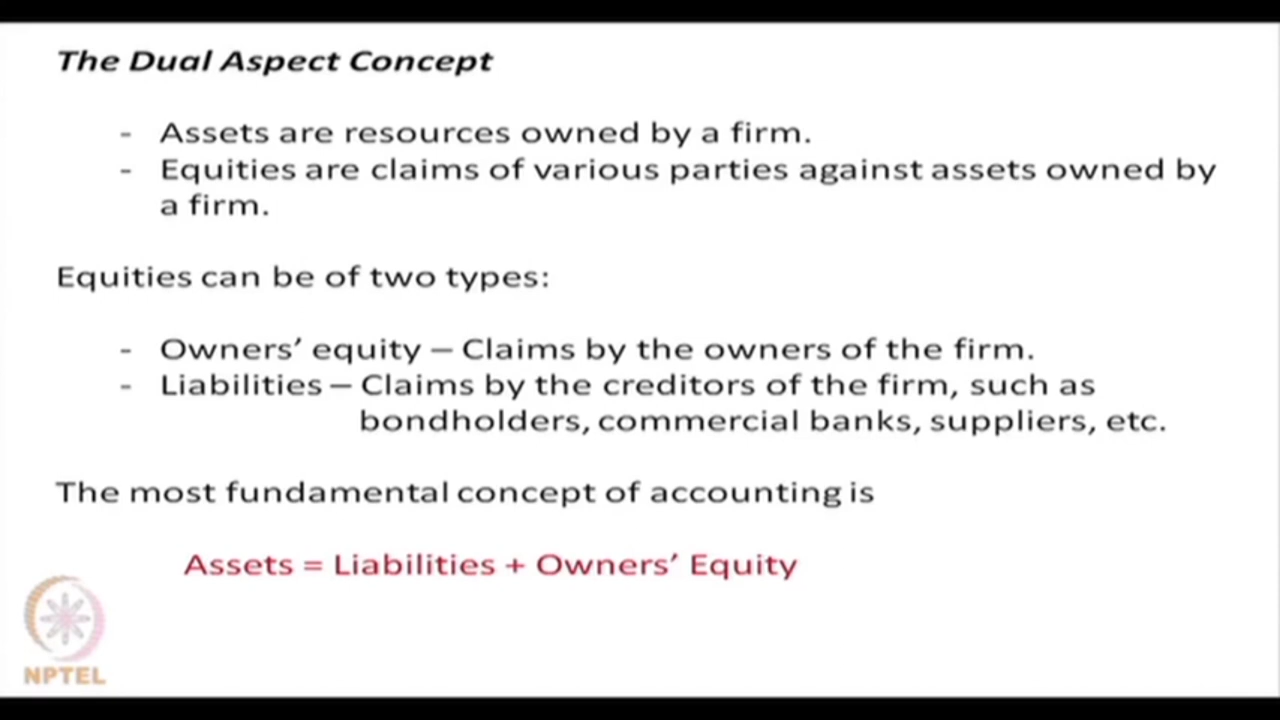 The Dual Aspect Concept
- Assets are resources owned by a firm.
- Equities are claims of various parties against assets owned by
a firm.
Equities can be of two types:
- Owners’ equity – Claims by the owners of the firm.
- Liabilities – Claims by the creditors of the firm, such as
bondholders, commercial banks, suppliers, etc.
The most fundamental concept of accounting is
Assets = Liabilities + Owners’ Equity
NPTEL